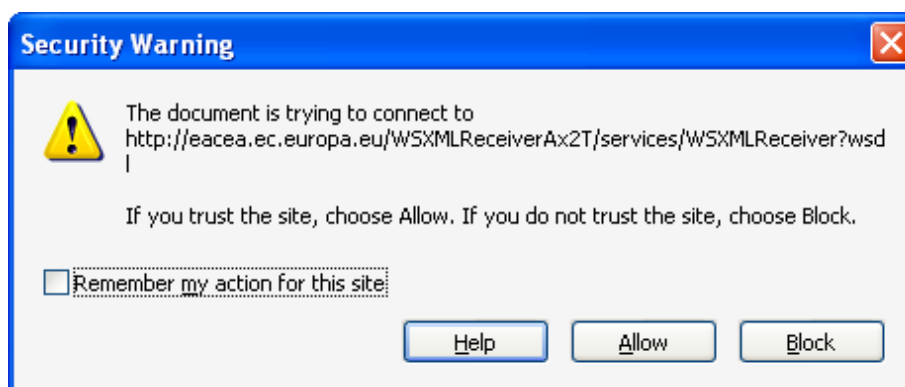 Security Warning
The document is trying to connect to
http://eacea.ec.europa.eu/WSXMLReceiverAx2T/services/WSXMLReceiver?wsd
l
If you trust the site, choose Allow. If you do not trust the site, choose Block.
Remember my action for this site
Help Allow Block